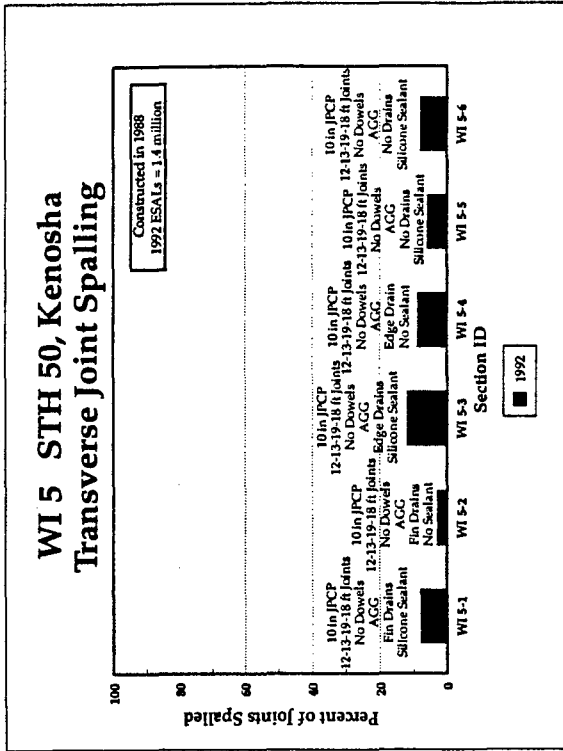 WI 5 STH 50, Kenosha
Transverse Joint Spalling
Constructed in 1988
1992 ESALs = 1.4 million
Percent of Joints Spalled
100
80
60
40
20
0
10 in JPCP
12-13-19-18 ft Joints
No Dowels
AGG
Fin Drains
Silicone Sealant
10 in JPCP
12-13-19-18 ft Joints
No Dowels
AGG
Fin Drains
No Sealant
10 in JPCP
12-13-19-18 ft Joints
No Dowels
AGG
Edge Drains
Silicone Sealant
10 in JPCP
12-13-19-18 ft Joints
No Dowels
AGG
Edge Drain
No Sealant
10 in JPCP
12-13-19-18 ft Joints
No Dowels
AGG
No Drains
Silicone Sealant
10 in JPCP
12-13-19-18 ft Joints
No Dowels
AGG
No Drains
Silicone Sealant
WI 5-1
WI 5-2
WI 5-3
WI 5-4
WI 5-5
WI 5-6
Section ID
1992